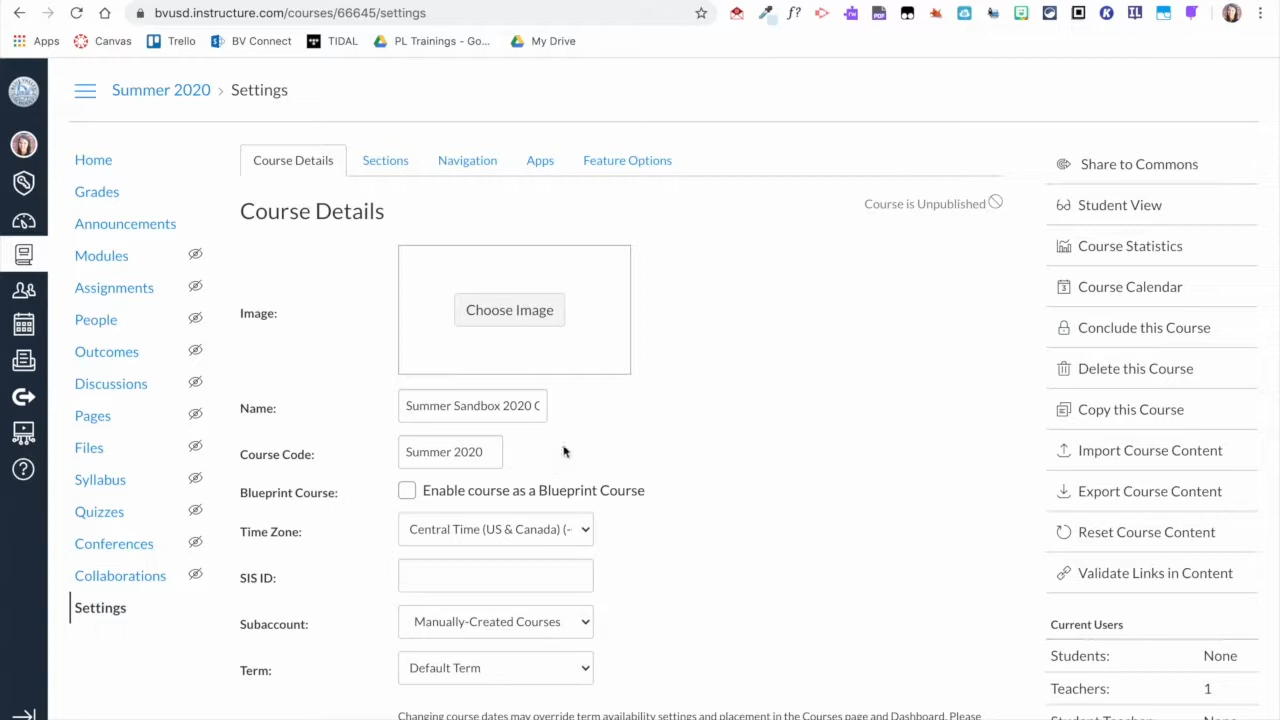 bvusd.instructure.com/courses/66645/settings
Apps Canvas Trello BV Connect TIDAL PL Trainings - Go... My Drive
Summer 2020 › Settings
Home
Grades
Announcements
Modules
Assignments
People
Outcomes
Discussions
Pages
Files
Syllabus
Quizzes
Conferences
Collaborations
Settings
Course Details Sections Navigation Apps Feature Options
Course Details
Course is Unpublished
Image:
Choose Image
Name: Summer Sandbox 2020 C
Course Code: Summer 2020
Blueprint Course: Enable course as a Blueprint Course
Time Zone: Central Time (US & Canada) (-
SIS ID:
Subaccount: Manually-Created Courses
Term: Default Term
Changing course dates may override term availability settings and placement in the Courses page and Dashboard. Please
Share to Commons
Student View
Course Statistics
Course Calendar
Conclude this Course
Delete this Course
Copy this Course
Import Course Content
Export Course Content
Reset Course Content
Validate Links in Content
Current Users
Students: None
Teachers: 1